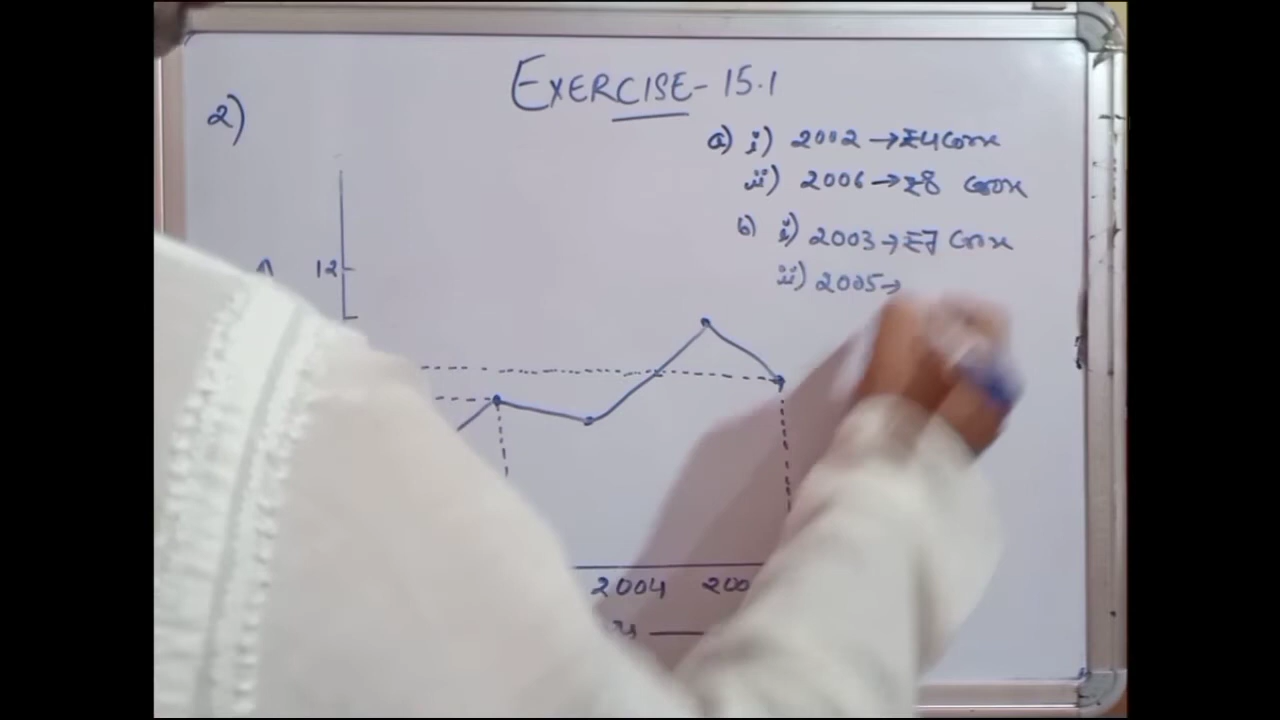 EXERCISE-15.1
2)
a) i) 2002 → ₹4 Crore
ii) 2006 → ₹8 Crore
b) i) 2003 → ₹7 Crore
ii) 2005 →
12
2004